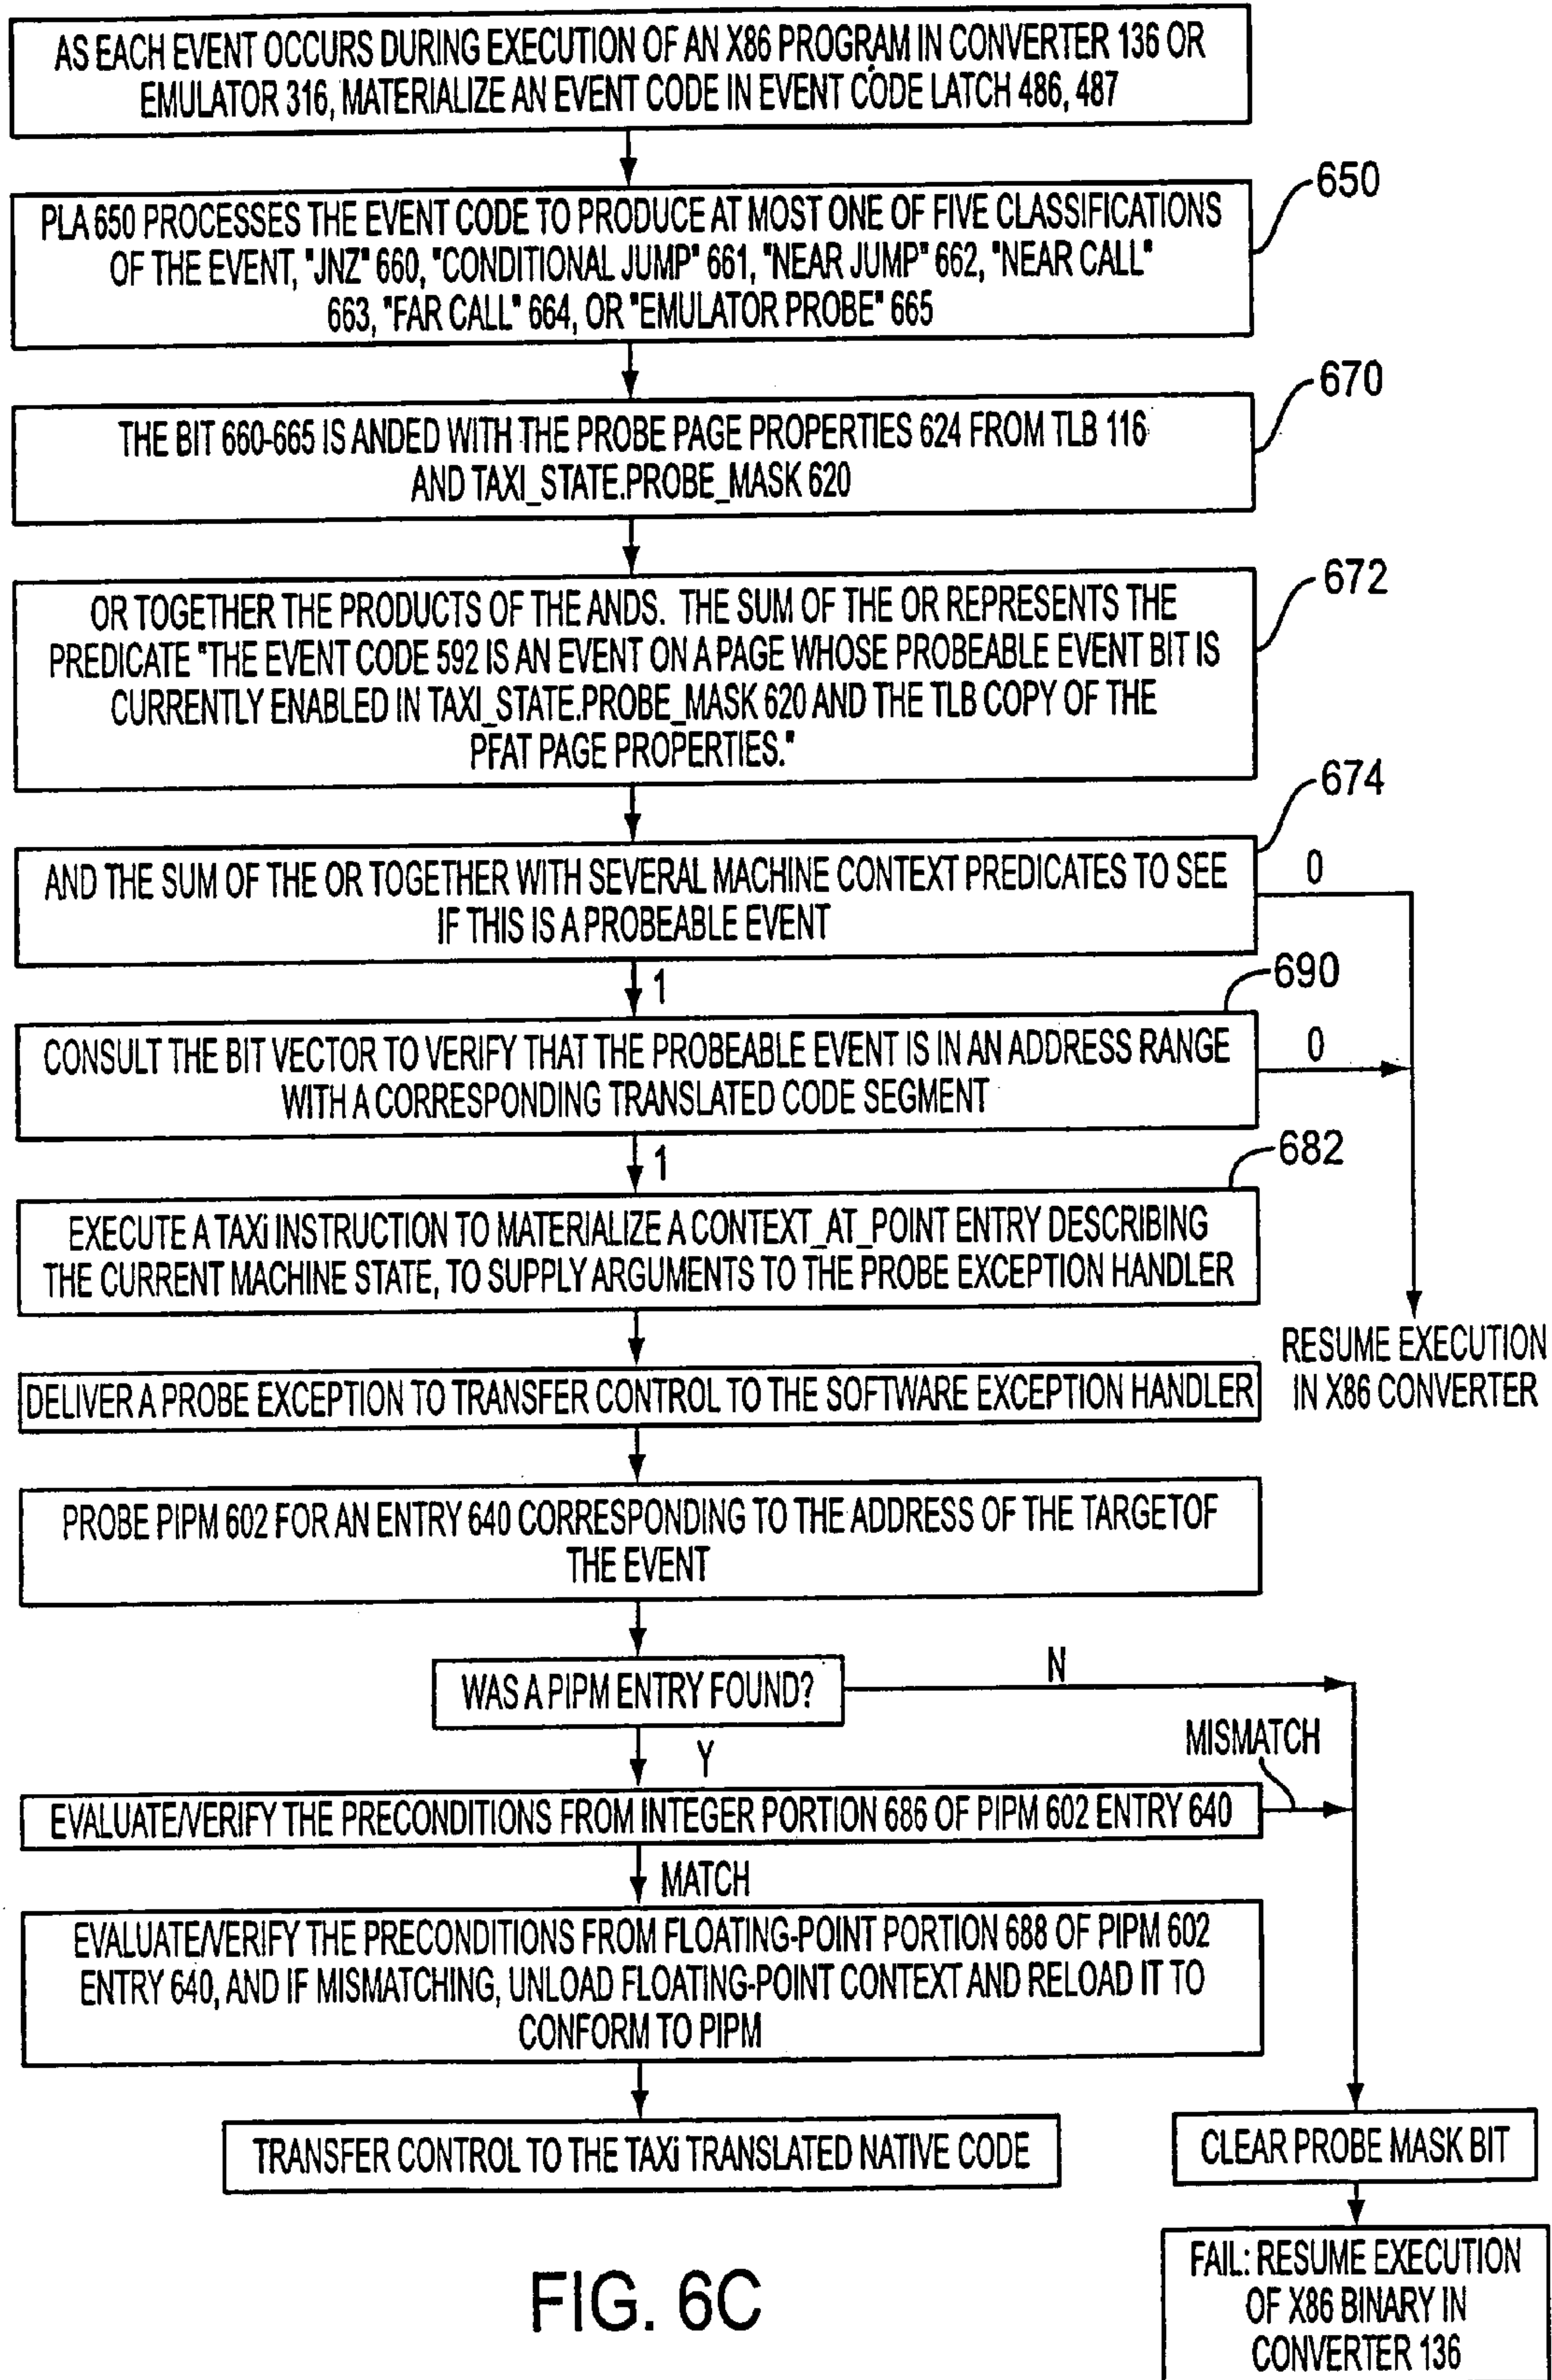 AS EACH EVENT OCCURS DURING EXECUTION OF AN X86 PROGRAM IN CONVERTER 136 OR
EMULATOR 316, MATERIALIZE AN EVENT CODE IN EVENT CODE LATCH 486, 487
650
PLA 650 PROCESSES THE EVENT CODE TO PRODUCE AT MOST ONE OF FIVE CLASSIFICATIONS
OF THE EVENT, "JNZ" 660, "CONDITIONAL JUMP" 661, "NEAR JUMP" 662, "NEAR CALL"
663, "FAR CALL" 664, OR "EMULATOR PROBE" 665
670
THE BIT 660-665 IS ANDED WITH THE PROBE PAGE PROPERTIES 624 FROM TLB 116
AND TAXI_STATE.PROBE_MASK 620
672
OR TOGETHER THE PRODUCTS OF THE ANDS. THE SUM OF THE OR REPRESENTS THE
PREDICATE "THE EVENT CODE 592 IS AN EVENT ON A PAGE WHOSE PROBEABLE EVENT BIT IS
CURRENTLY ENABLED IN TAXI_STATE.PROBE_MASK 620 AND THE TLB COPY OF THE
PFAT PAGE PROPERTIES."
674
AND THE SUM OF THE OR TOGETHER WITH SEVERAL MACHINE CONTEXT PREDICATES TO SEE
IF THIS IS A PROBEABLE EVENT
0
1
690
CONSULT THE BIT VECTOR TO VERIFY THAT THE PROBEABLE EVENT IS IN AN ADDRESS RANGE
WITH A CORRESPONDING TRANSLATED CODE SEGMENT
0
1
682
EXECUTE A TAXi INSTRUCTION TO MATERIALIZE A CONTEXT_AT_POINT ENTRY DESCRIBING
THE CURRENT MACHINE STATE, TO SUPPLY ARGUMENTS TO THE PROBE EXCEPTION HANDLER
RESUME EXECUTION
IN X86 CONVERTER
DELIVER A PROBE EXCEPTION TO TRANSFER CONTROL TO THE SOFTWARE EXCEPTION HANDLER
PROBE PIPM 602 FOR AN ENTRY 640 CORRESPONDING TO THE ADDRESS OF THE TARGETOF
THE EVENT
WAS A PIPM ENTRY FOUND?
N
Y
MISMATCH
EVALUATE/VERIFY THE PRECONDITIONS FROM INTEGER PORTION 686 OF PIPM 602 ENTRY 640
MATCH
EVALUATE/VERIFY THE PRECONDITIONS FROM FLOATING-POINT PORTION 688 OF PIPM 602
ENTRY 640, AND IF MISMATCHING, UNLOAD FLOATING-POINT CONTEXT AND RELOAD IT TO
CONFORM TO PIPM
TRANSFER CONTROL TO THE TAXi TRANSLATED NATIVE CODE
CLEAR PROBE MASK BIT
FAIL: RESUME EXECUTION
OF X86 BINARY IN
CONVERTER 136
FIG. 6C